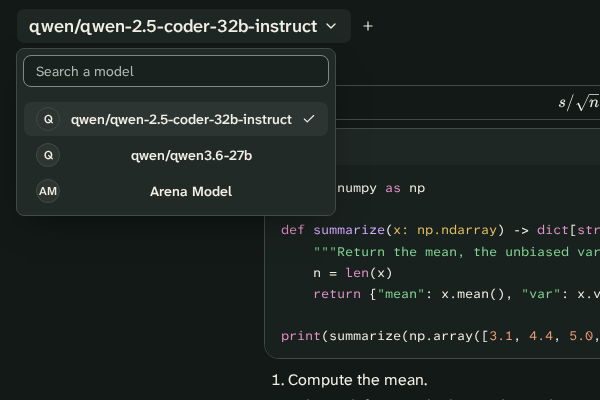 qwen/qwen-2.5-coder-32b-instruct
+
Search a model
Q qwen/qwen-2.5-coder-32b-instruct
Q qwen/qwen3.6-27b
AM Arena Model
s/√n
numpy as np
def summarize(x: np.ndarray) -> dict[str
"""Return the mean, the unbiased var
n = len(x)
return {"mean": x.mean(), "var": x.v
print(summarize(np.array([3.1, 4.4, 5.0,
1. Compute the mean.